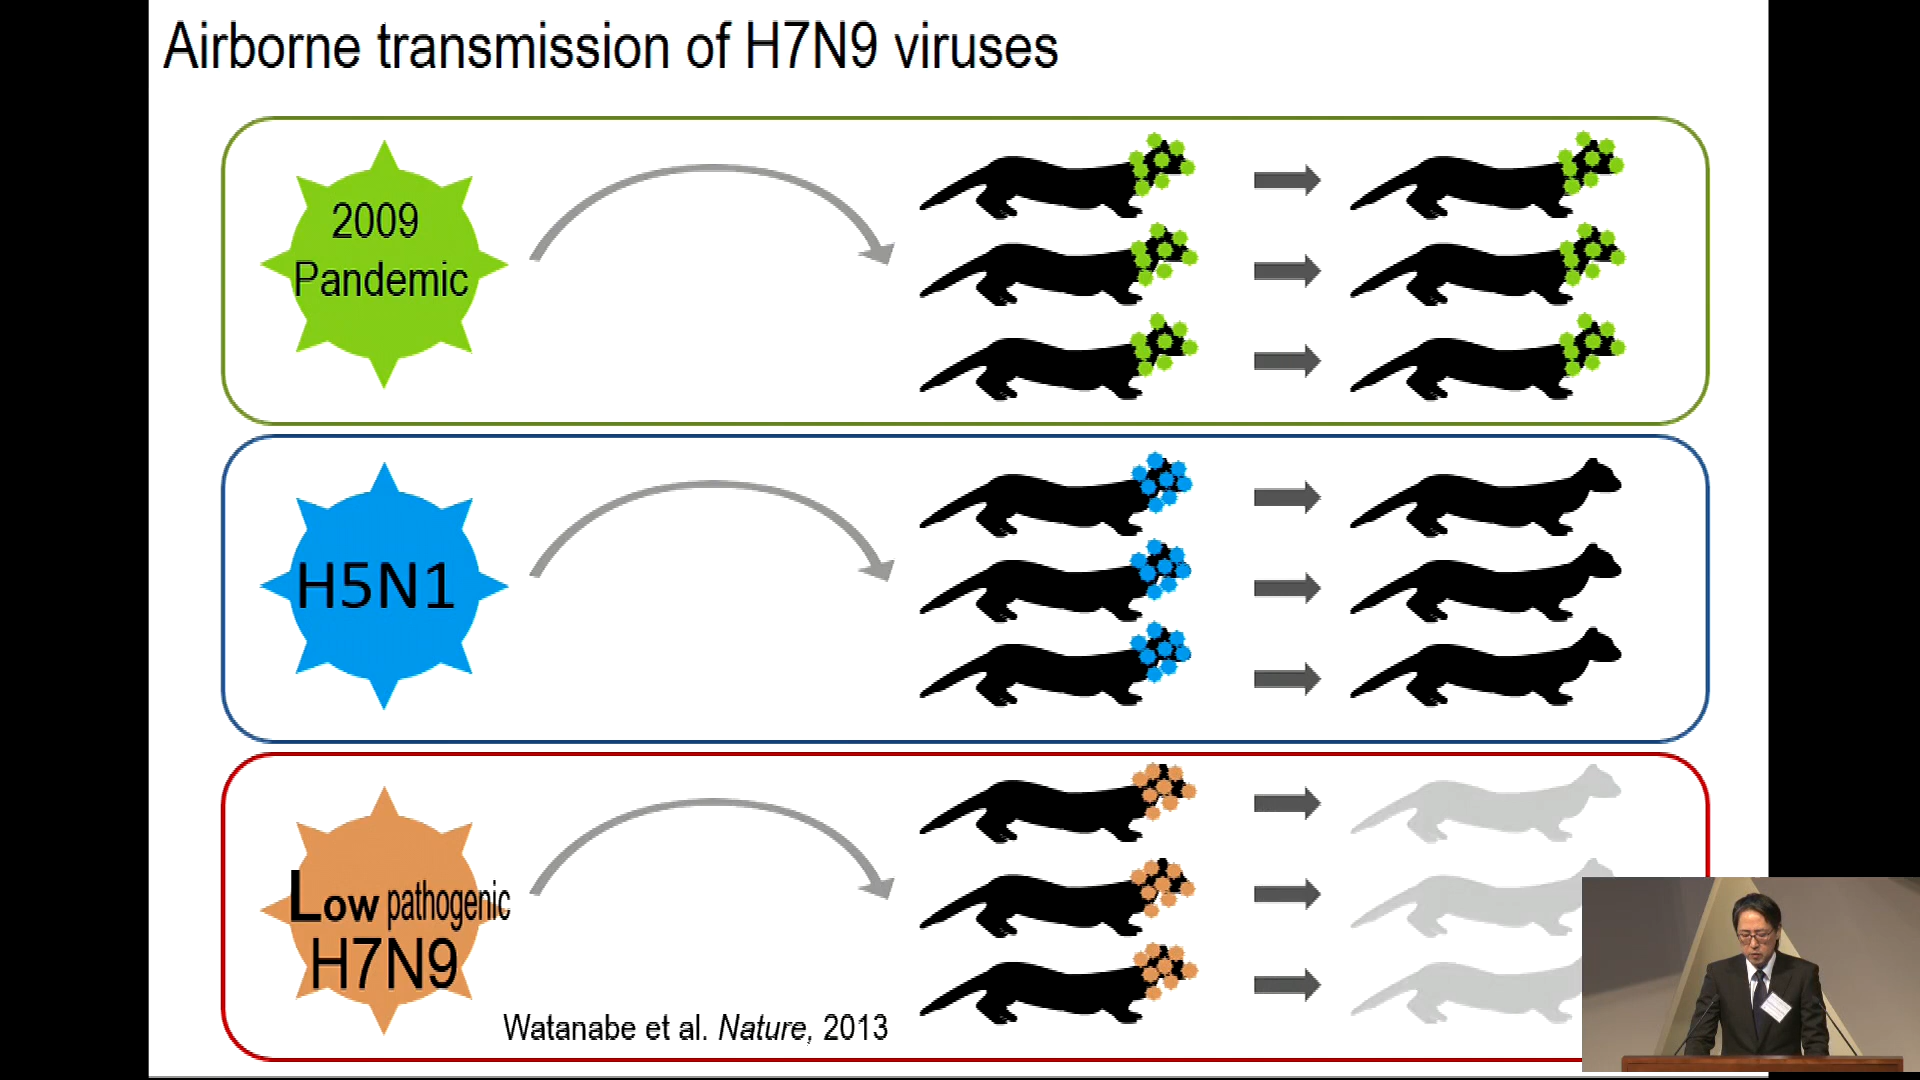 Airborne transmission of H7N9 viruses
2009
Pandemic
H5N1
Low pathogenic
H7N9
Watanabe et al. Nature, 2013